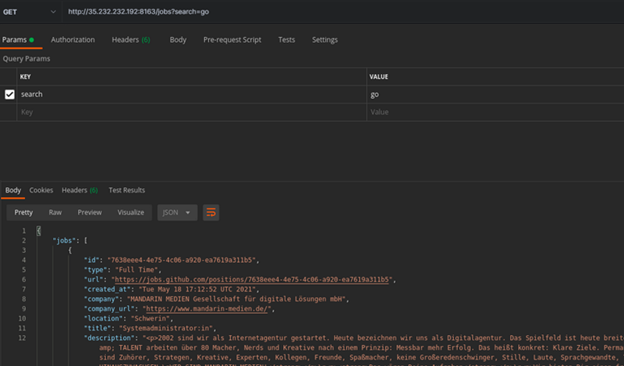 GET http://35.232.232.192:8163/jobs?search=go
Params Authorization Headers (6) Body Pre-request Script Tests Settings
Query Params
KEY VALUE
search go
Key Value
Body Cookies Headers (6) Test Results
Pretty Raw Preview Visualize JSON
1 {
2 "jobs": [
3 {
4 "id": "7638eee4-4e75-4c06-a920-ea7619a311b5",
5 "type": "Full Time",
6 "url": "https://jobs.github.com/positions/7638eee4-4e75-4c06-a920-ea7619a311b5",
7 "created_at": "Tue May 18 17:12:52 UTC 2021",
8 "company": "MANDARIN MEDIEN Gesellschaft für digitale Lösungen mbH",
9 "company_url": "https://www.mandarin-medien.de/",
10 "location": "Schwerin",
11 "title": "Systemadministrator:in",
12 "description": "<p>2002 sind wir als Internetagentur gestartet. Heute bezeichnen wir uns als Digitalagentur. Das Spielfeld ist heute breit
amp; TALENT arbeiten über 80 Macher, Nerds und Kreative nach einem Prinzip: Messbar mehr Erfolg. Das heißt konkret: Klare Ziele. Perma
sind Zuhörer, Strategen, Kreative, Experten, Kollegen, Freunde, Spaßmacher, keine Großeredenschwinger, Stille, Laute, Sprachgewandte,